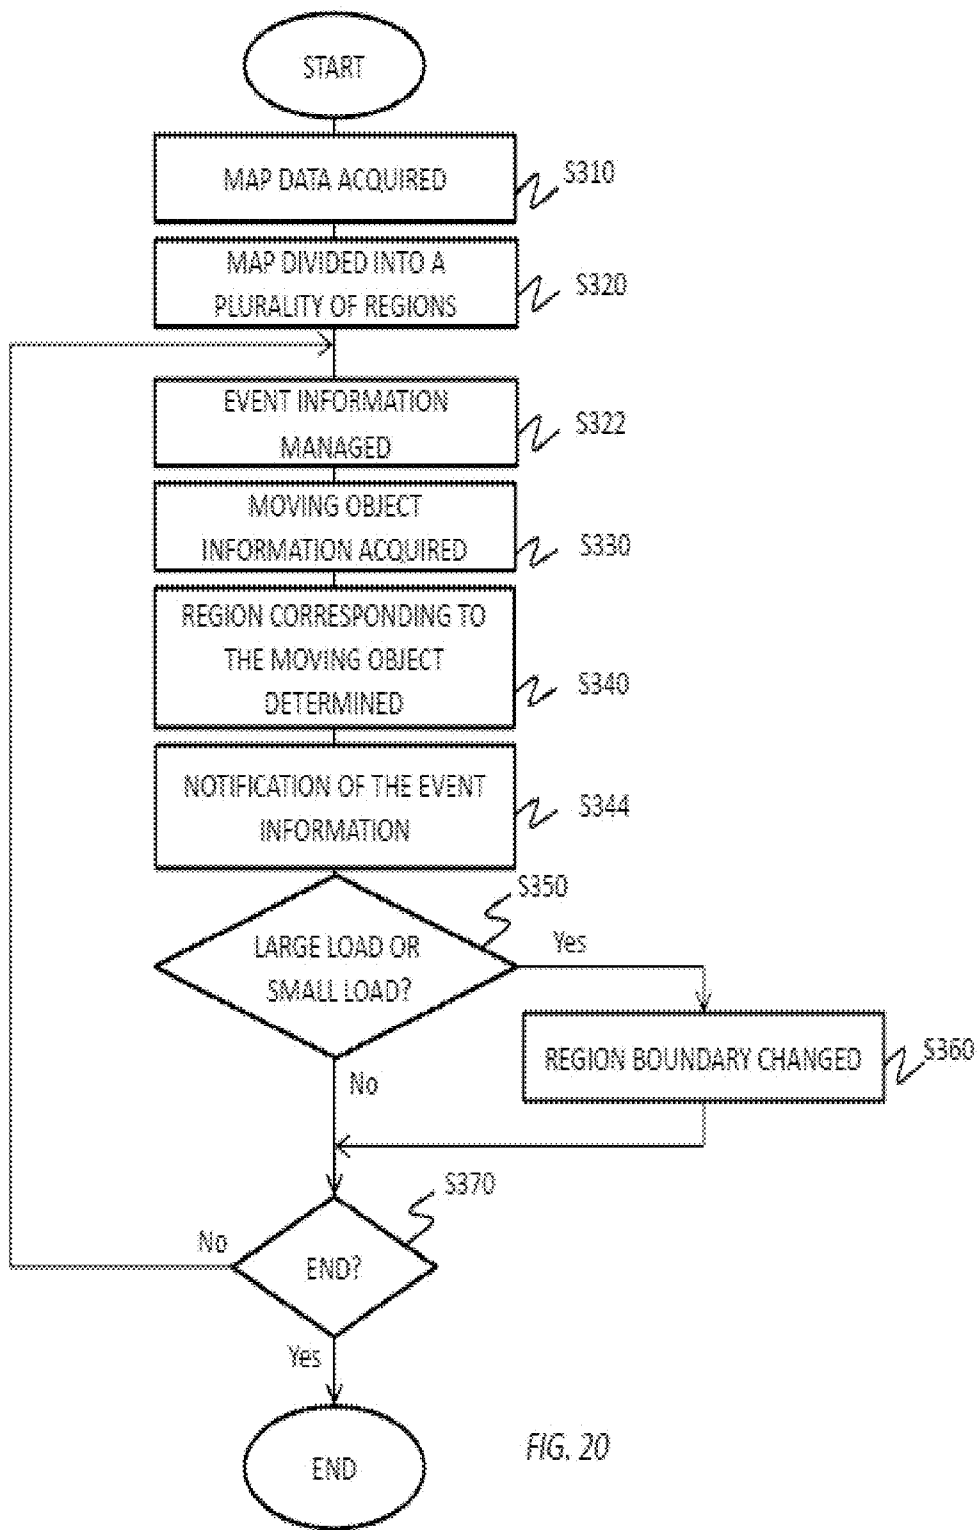 START
MAP DATA ACQUIRED
S310
MAP DIVIDED INTO A
PLURALITY OF REGIONS
S320
EVENT INFORMATION
MANAGED
S322
MOVING OBJECT
INFORMATION ACQUIRED
S330
REGION CORRESPONDING TO
THE MOVING OBJECT
DETERMINED
S340
NOTIFICATION OF THE EVENT
INFORMATION
S344
S350
LARGE LOAD OR
SMALL LOAD?
Yes
REGION BOUNDARY CHANGED
S360
No
S370
No
END?
Yes
END
FIG. 20